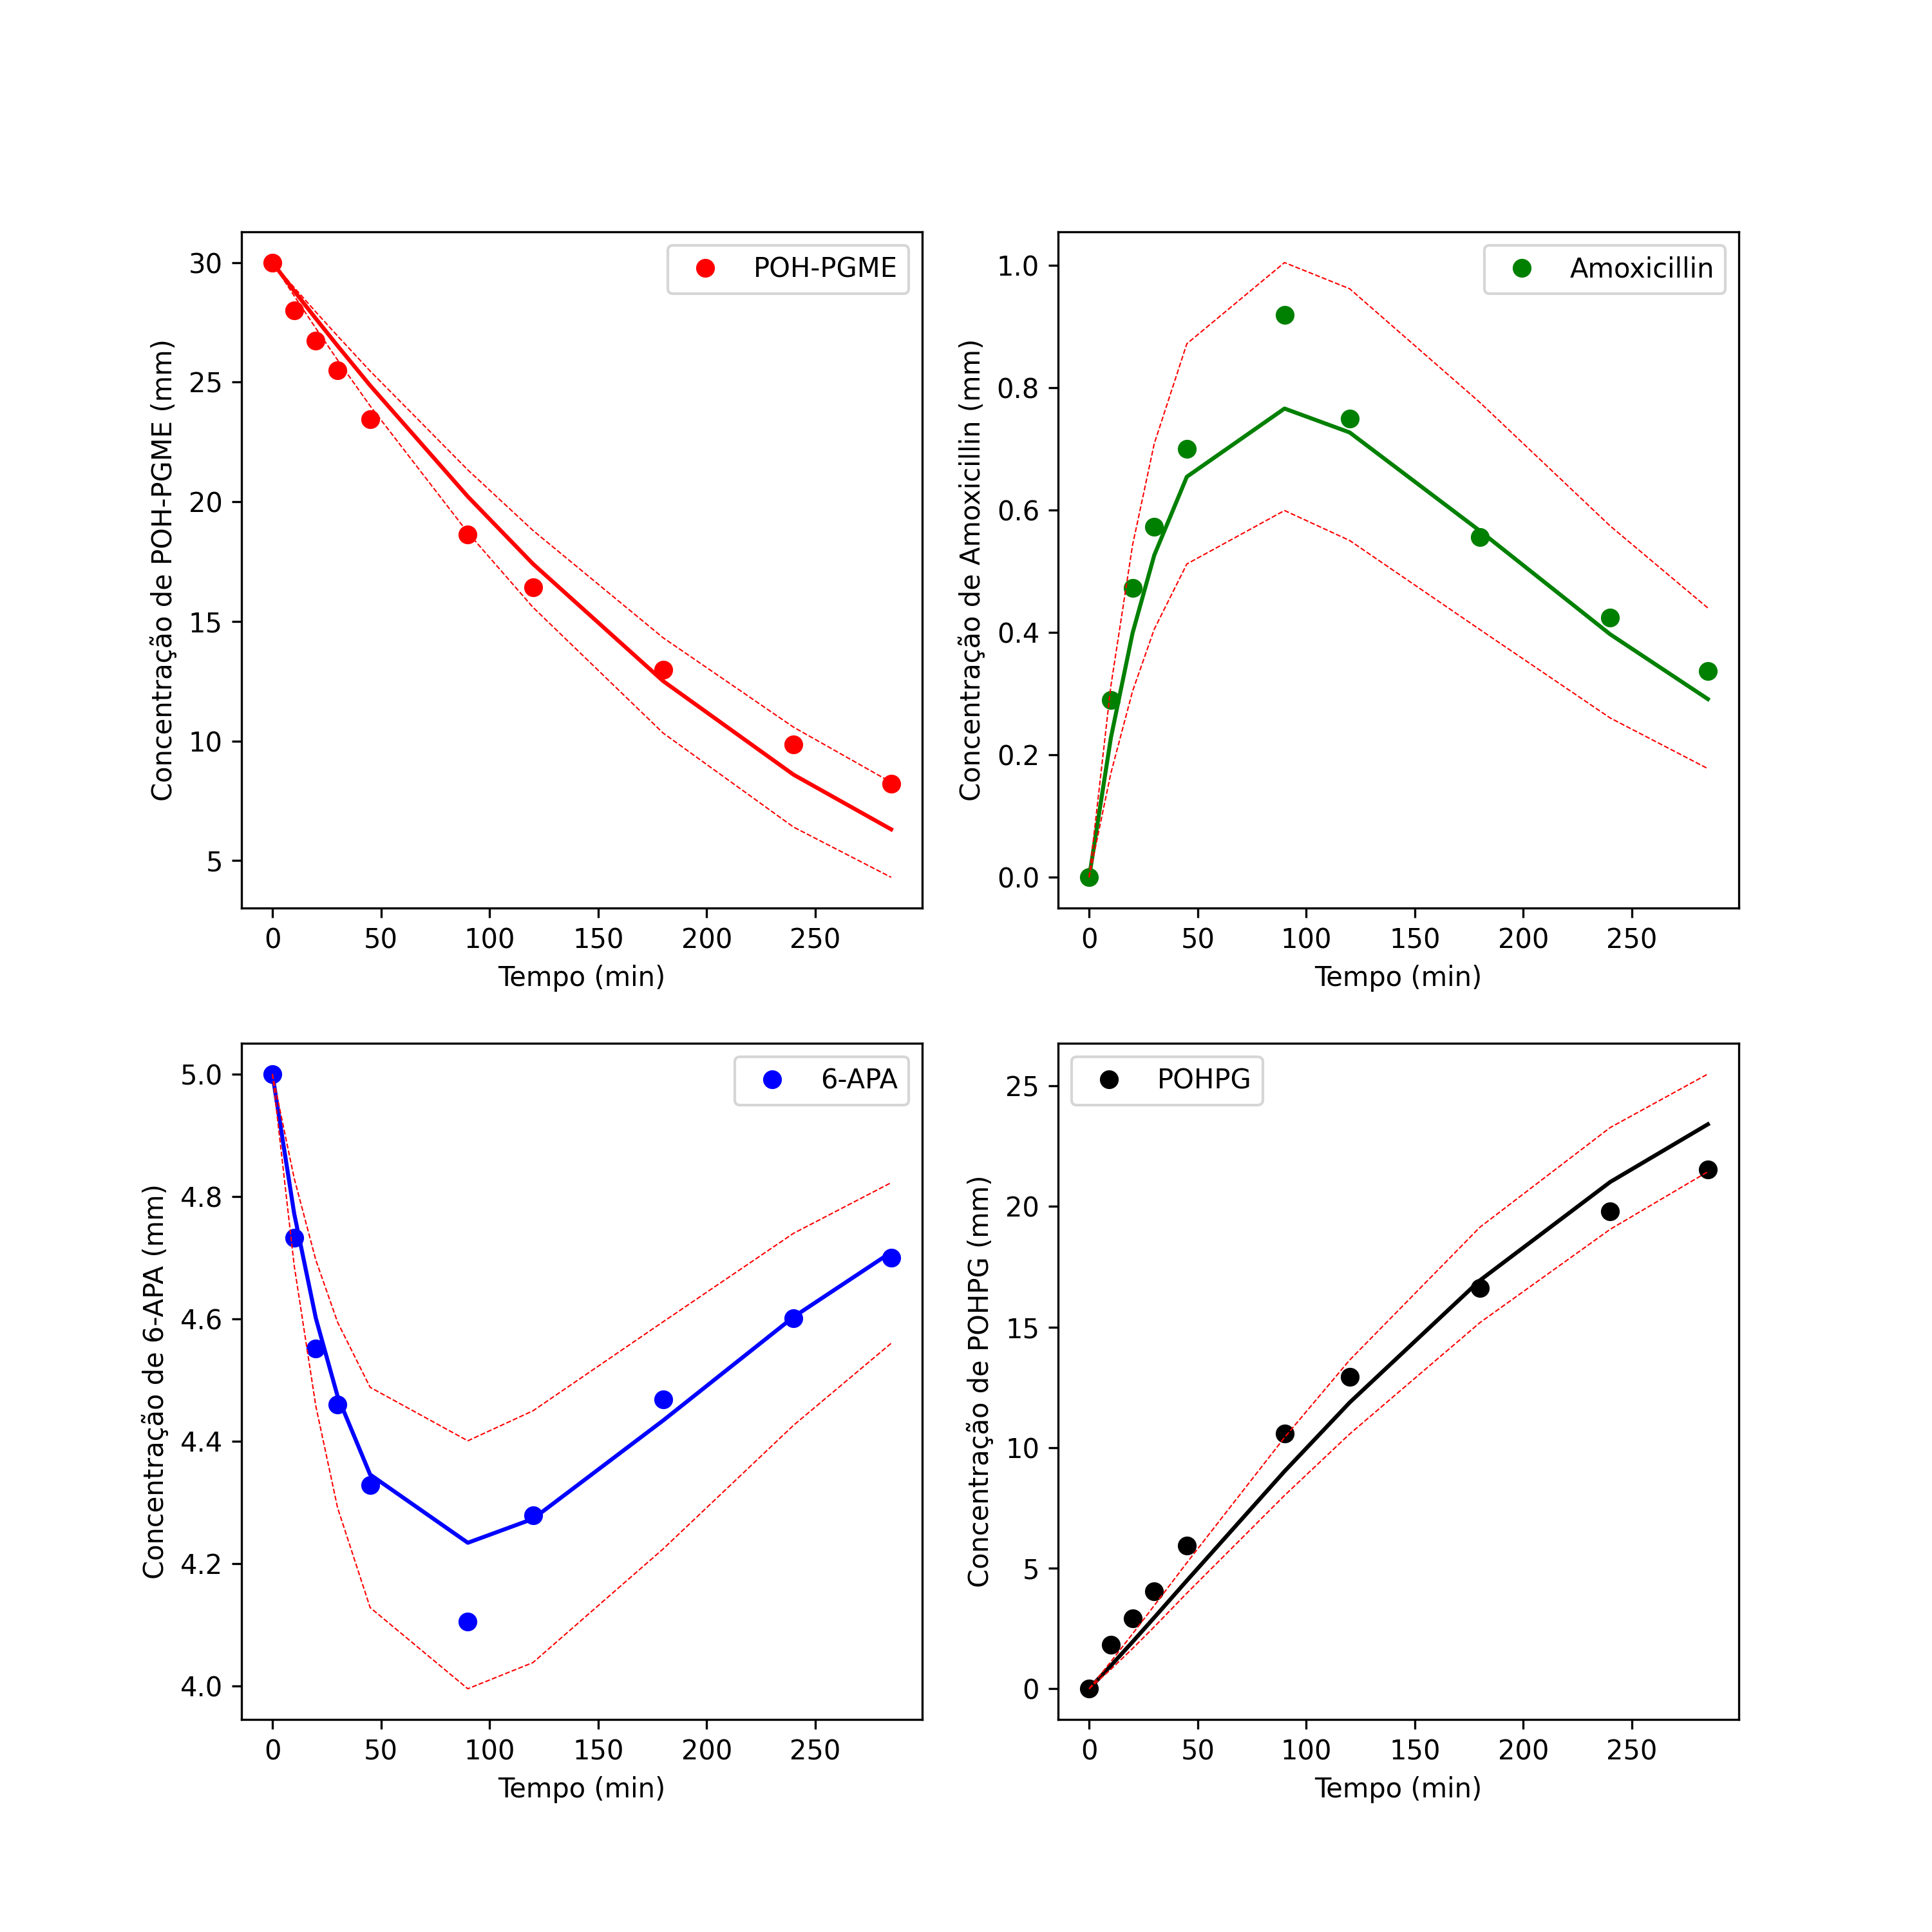 POH-PGME
Concentração de POH-PGME (mm)
30
25
20
15
10
5
0 50 100 150 200 250
Tempo (min)
Amoxicillin
Concentração de Amoxicillin (mm)
1.0
0.8
0.6
0.4
0.2
0.0
0 50 100 150 200 250
Tempo (min)
6-APA
Concentração de 6-APA (mm)
5.0
4.8
4.6
4.4
4.2
4.0
0 50 100 150 200 250
Tempo (min)
POHPG
Concentração de POHPG (mm)
25
20
15
10
5
0
0 50 100 150 200 250
Tempo (min)